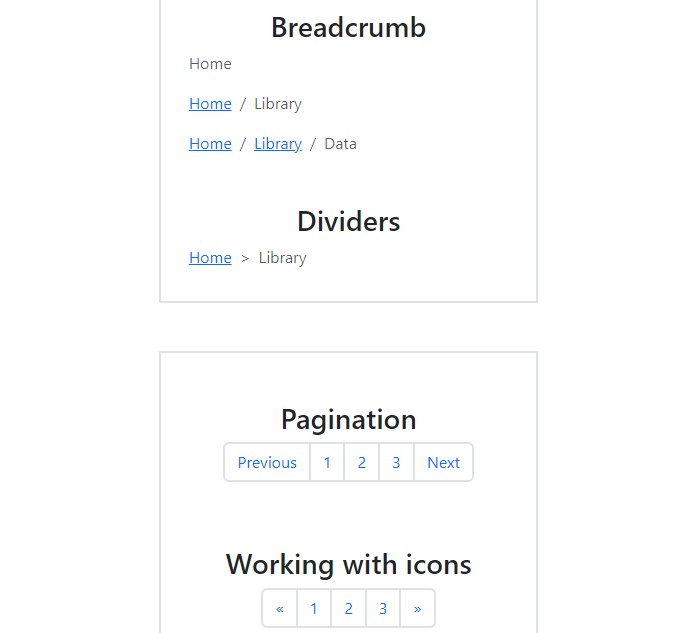 Breadcrumb
Home
Home / Library
Home / Library / Data
Dividers
Home > Library
Pagination
Previous 1 2 3 Next
Working with icons
« 1 2 3 »